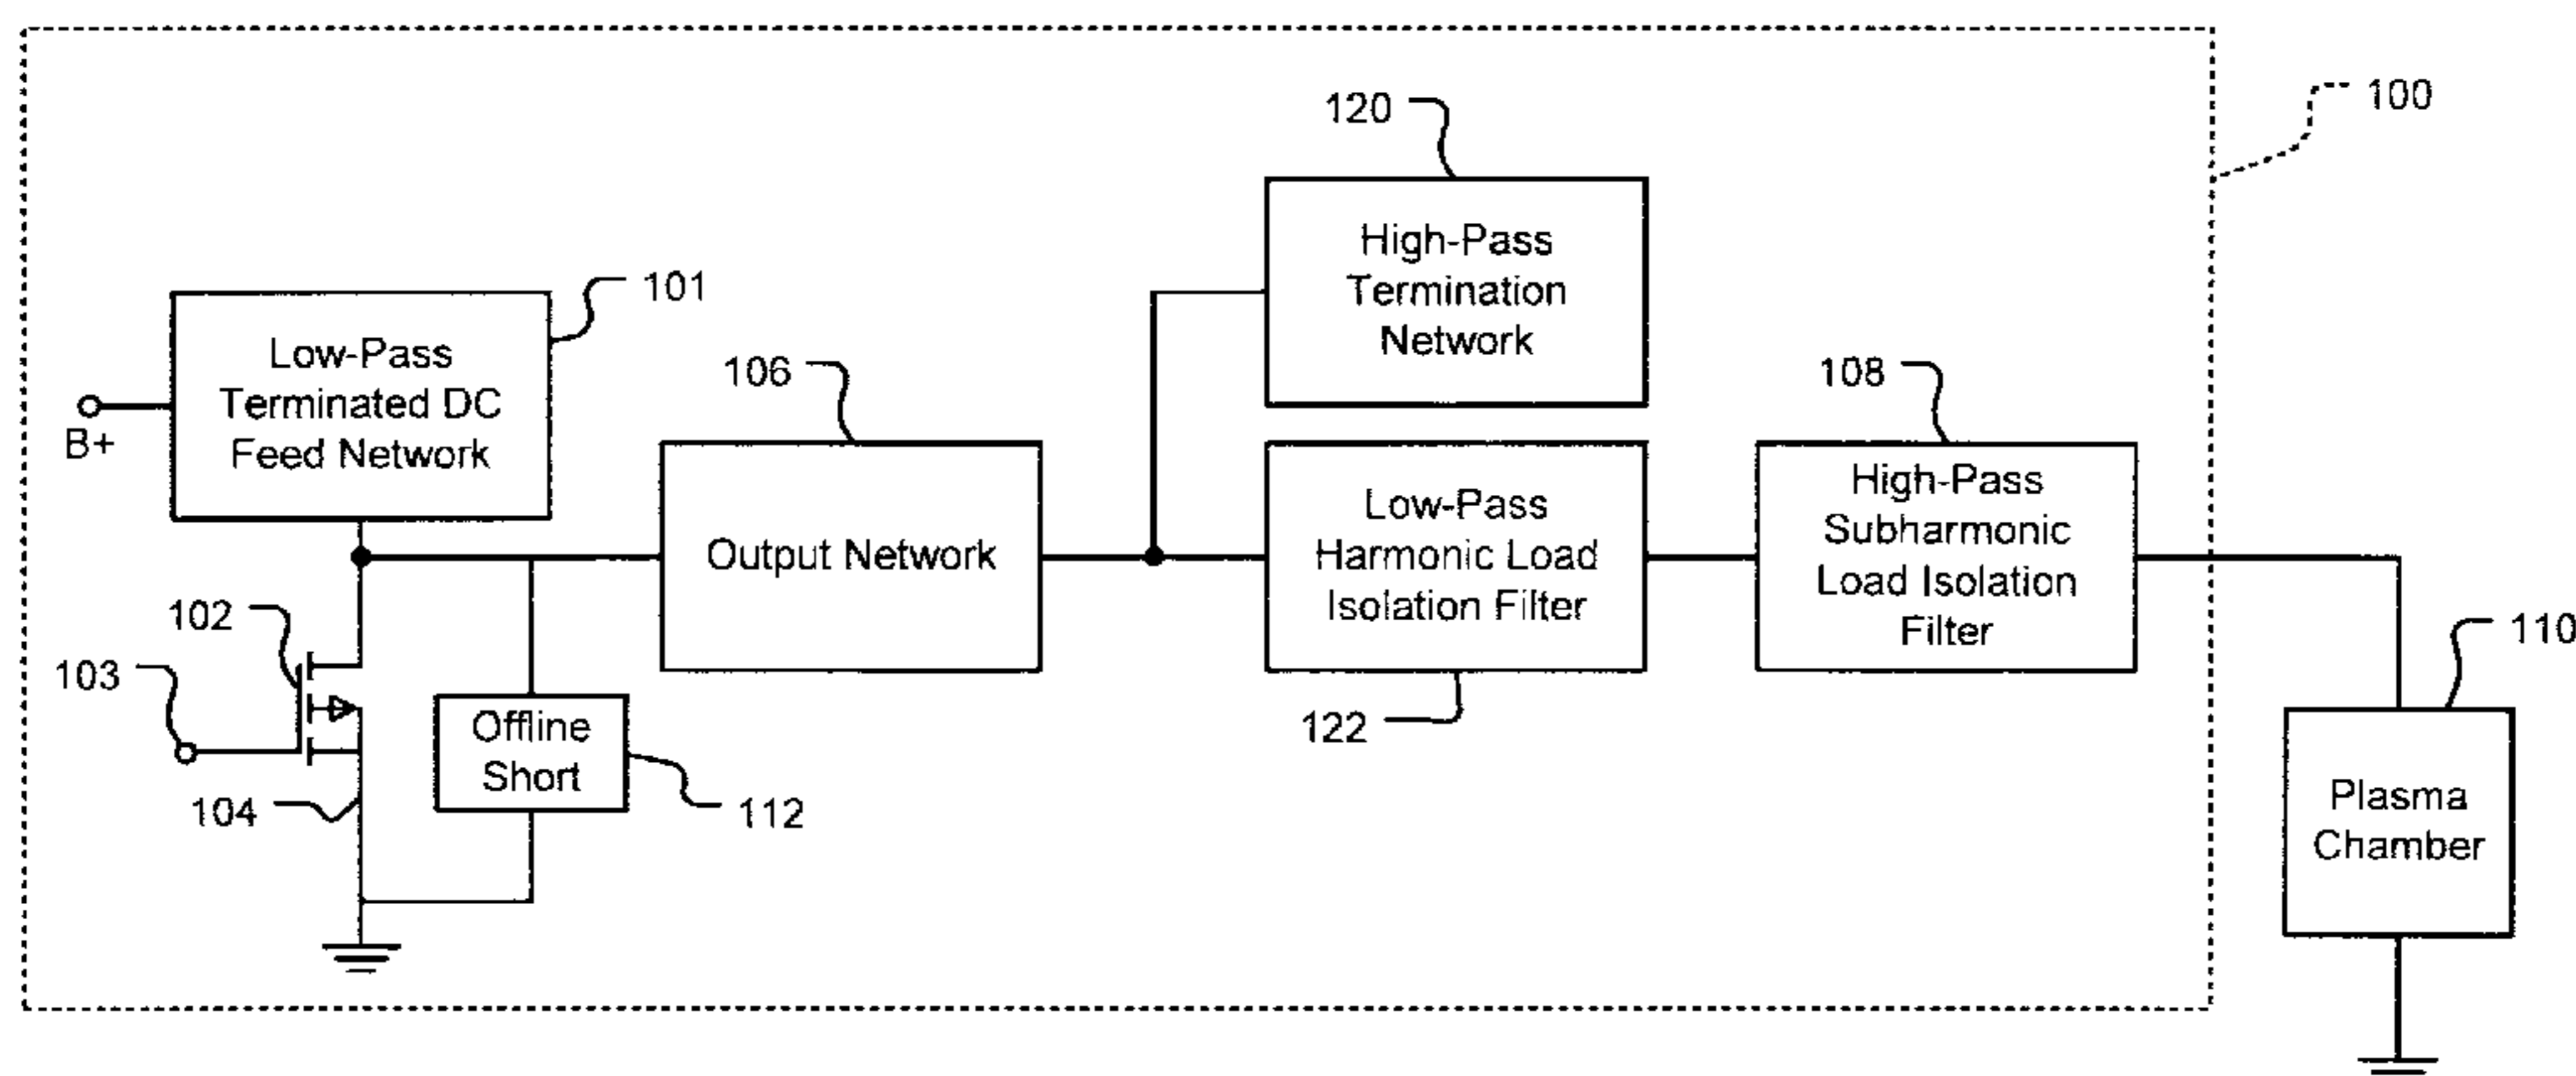 100
120
High-Pass
Termination
Network
101
Low-Pass
Terminated DC
Feed Network
B+
106
Output Network
108
High-Pass
Subharmonic
Load Isolation
Filter
Low-Pass
Harmonic Load
Isolation Filter
122
102
103
104
Offline
Short
112
110
Plasma
Chamber